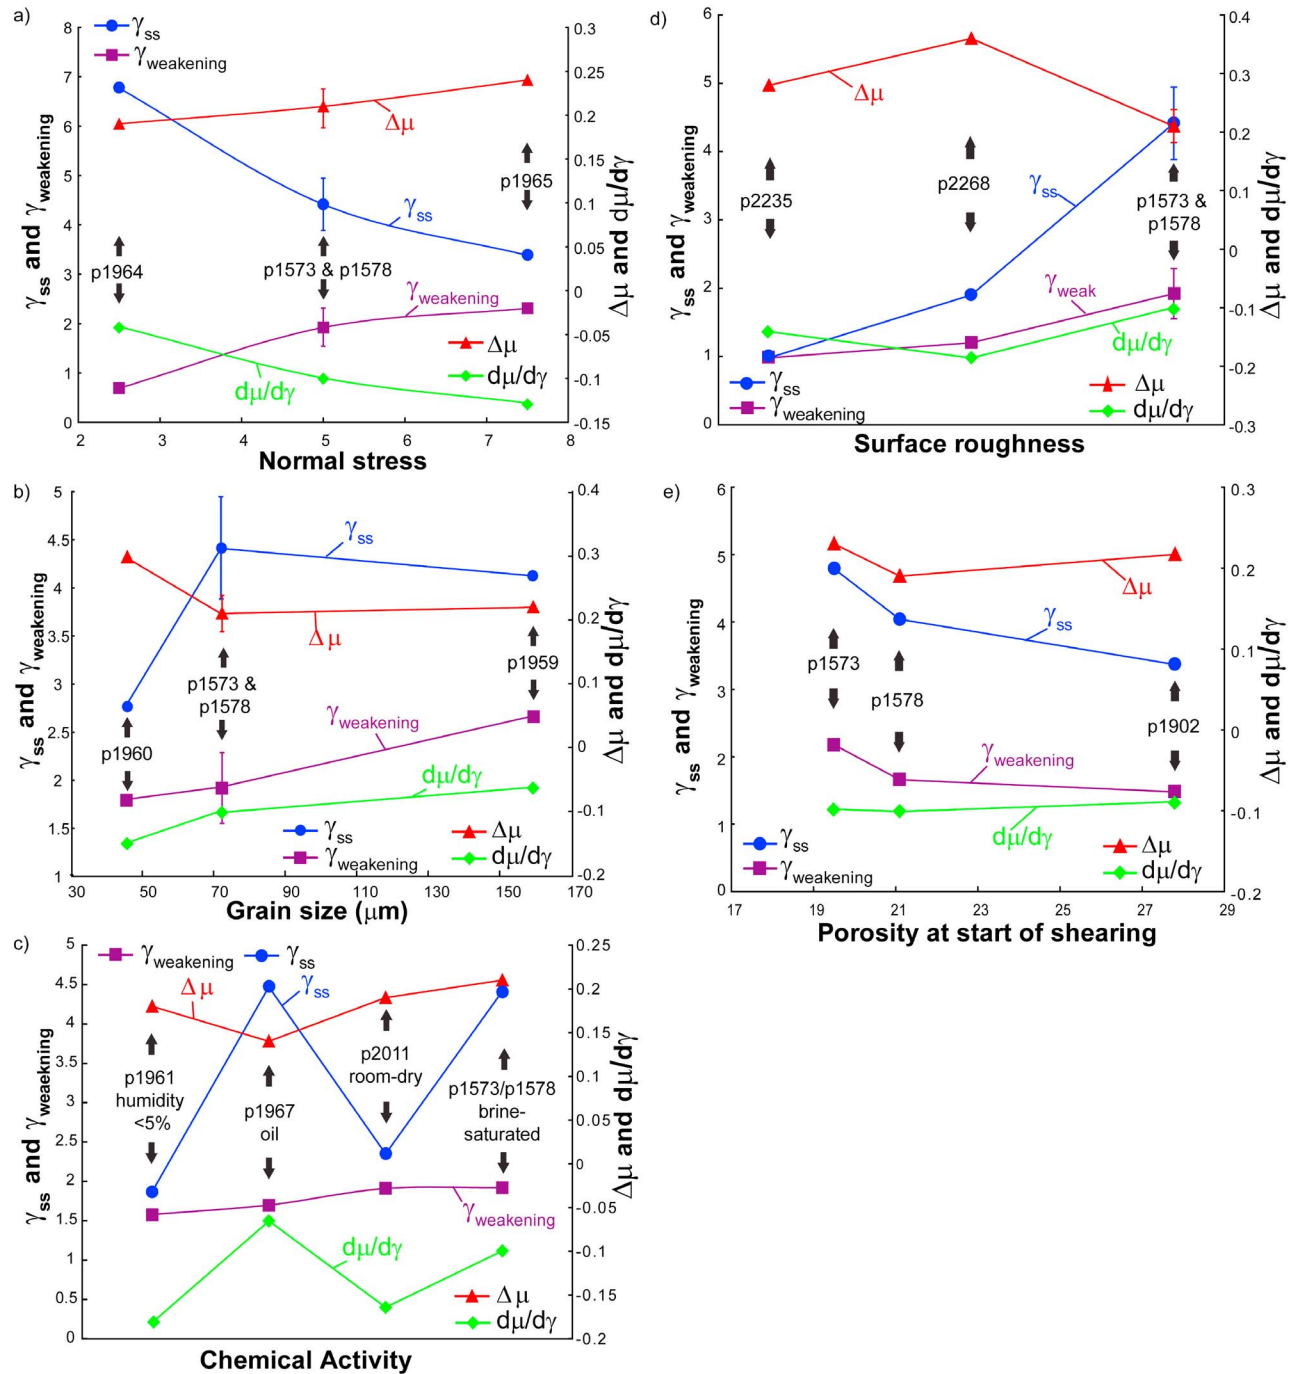 a)
γss
γweakening
8
7
6
5
4
3
2
1
0
γss and γweakening
0.3
0.25
0.2
0.15
0.1
0.05
0
-0.05
-0.1
-0.15
Δμ and dμ/dγ
Δμ
p1965
γss
p1964
p1573 & p1578
γweakening
Δμ
dμ/dγ
dμ/dγ
2 3 4 5 6 7 8
Normal stress
d)
6
5
4
3
2
1
0
γss and γweakening
0.4
0.3
0.2
0.1
0
-0.1
-0.2
-0.3
Δμ and dμ/dγ
Δμ
p2235
p2268
γss
p1573 &
p1578
γweak
dμ/dγ
γss
γweakening
Δμ
dμ/dγ
Surface roughness
b)
5
4.5
4
3.5
3
2.5
2
1.5
1
γss and γweakening
0.4
0.3
0.2
0.1
0
-0.1
-0.2
Δμ and dμ/dγ
γss
Δμ
p1959
p1573 &
p1578
p1960
γweakening
dμ/dγ
γss
γweakening
Δμ
dμ/dγ
30 50 70 90 110 130 150 170
Grain size (μm)
e)
6
5
4
3
2
1
0
γss and γweakening
0.3
0.2
0.1
0
-0.1
-0.2
Δμ and dμ/dγ
Δμ
γss
p1573
p1578
p1902
γweakening
dμ/dγ
γss
γweakening
Δμ
dμ/dγ
17 19 21 23 25 27 29
Porosity at start of shearing
c)
γweakening
γss
5
4.5
4
3.5
3
2.5
2
1.5
1
0.5
0
γss and γweaekning
0.25
0.2
0.15
0.1
0.05
0
-0.05
-0.1
-0.15
-0.2
Δμ and dμ/dγ
Δμ
γss
p1961
humidity
<5%
p1967
oil
p2011
room-dry
p1573/p1578
brine-
saturated
γweakening
dμ/dγ
Δμ
dμ/dγ
Chemical Activity